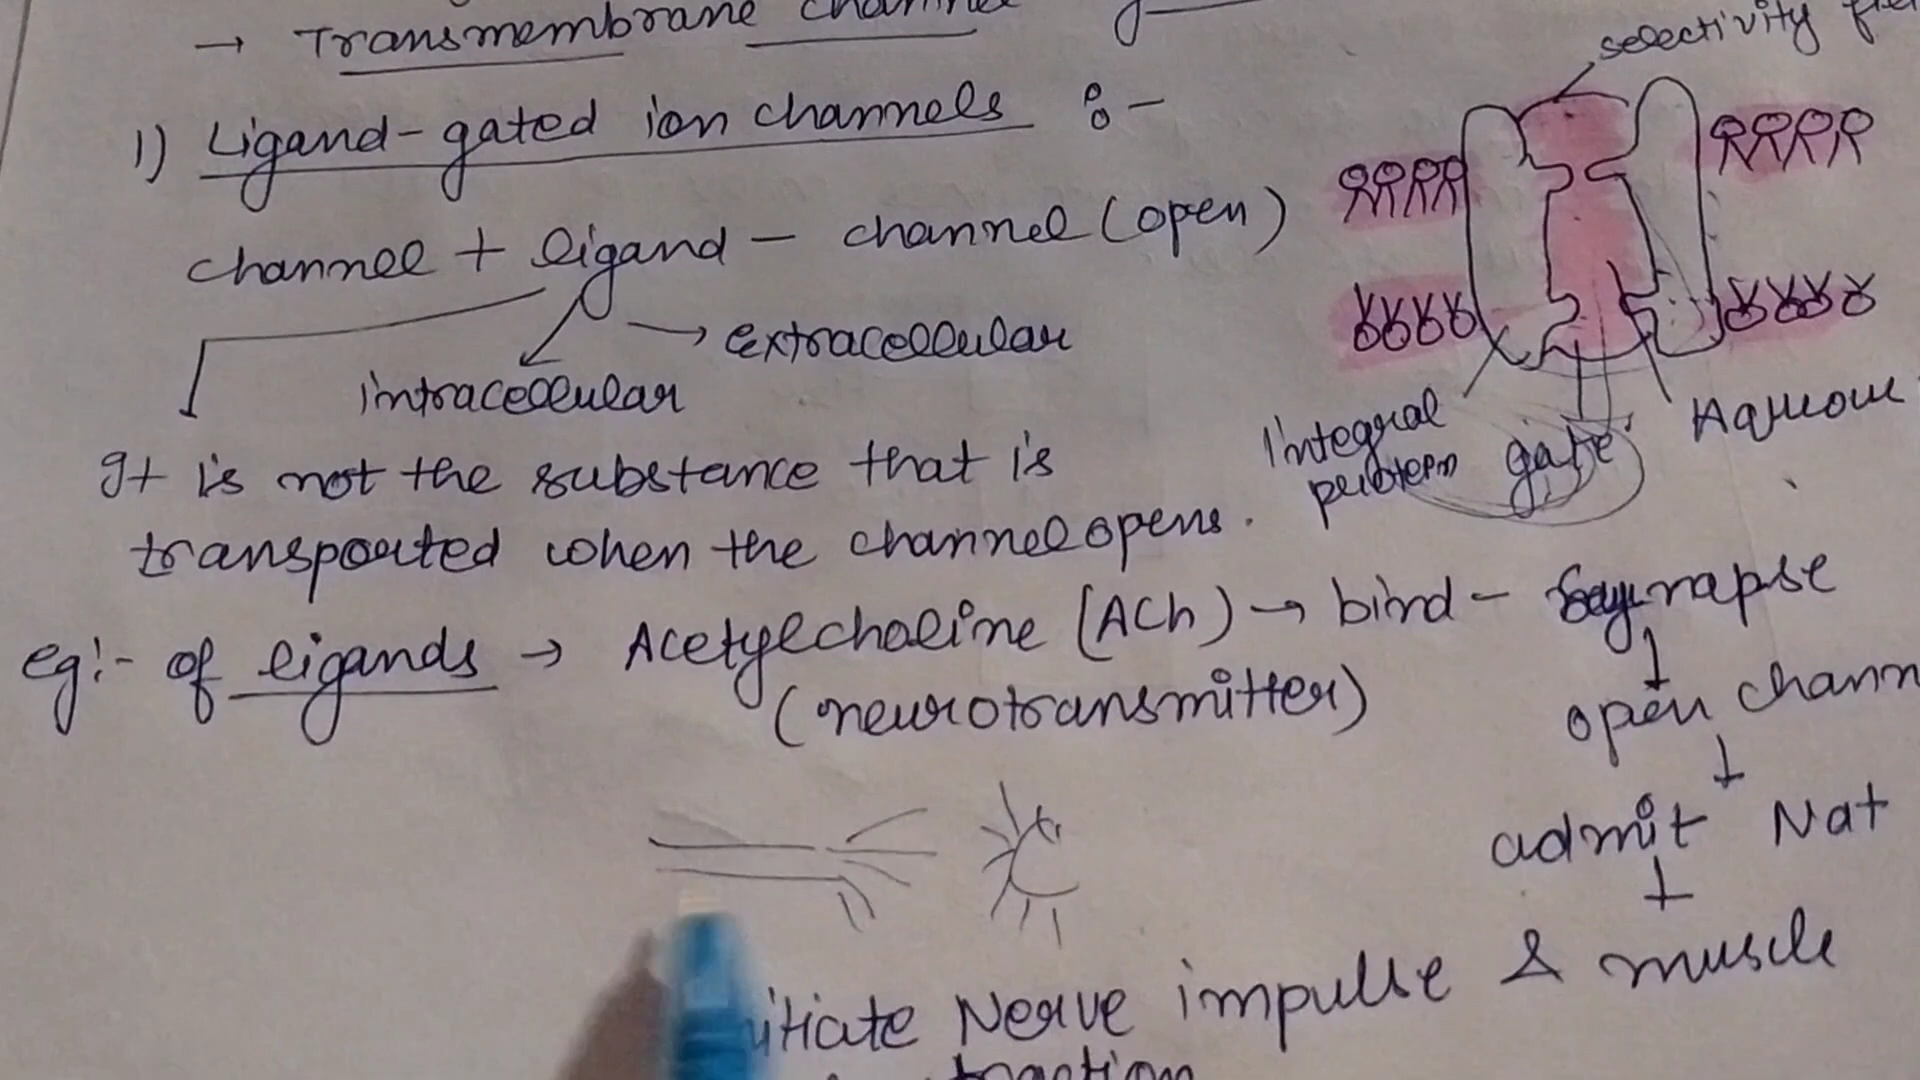 → Transmembrane channel
selectivity
1) Ligand-gated ion channels :-
channel + ligand - channel (open)
→ extracellular
intracellular
It is not the substance that is
transported when the channel opens.
Integral
protein
gate
Aqueous
eg:- of ligands → Acetylcholine (ACh) → bind - synapse
(neurotransmitter)
open chann
admit Na+
itiate Nerve impulse & muscle
traction